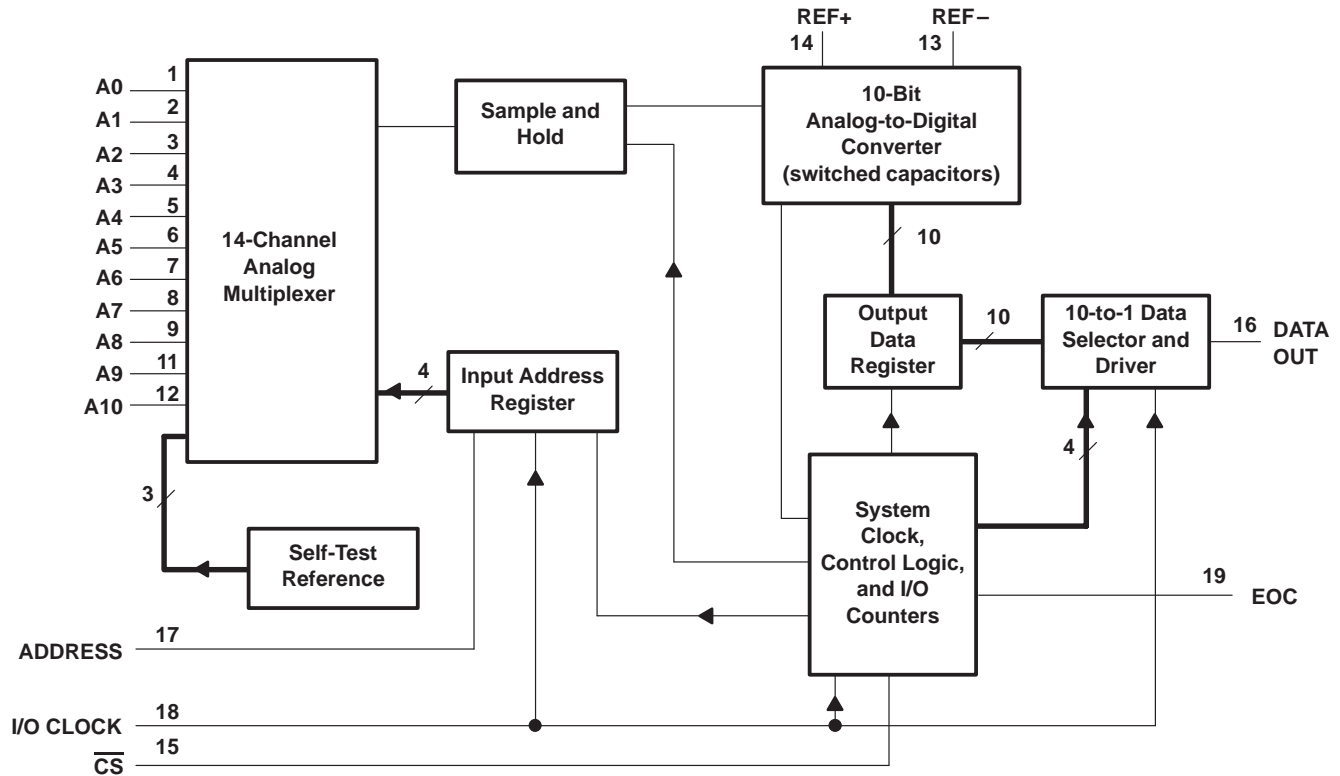 REF+
REF–
14
13
A0
1
A1
2
A2
3
A3
4
A4
5
A5
6
A6
7
A7
8
A8
9
A9
11
A10
12
14-Channel
Analog
Multiplexer
Sample and
Hold
10-Bit
Analog-to-Digital
Converter
(switched capacitors)
10
Output
Data
Register
10
10-to-1 Data
Selector and
Driver
16
DATA
OUT
4
Input Address
Register
4
3
Self-Test
Reference
System
Clock,
Control Logic,
and I/O
Counters
19
EOC
ADDRESS
17
I/O CLOCK
18
CS
15